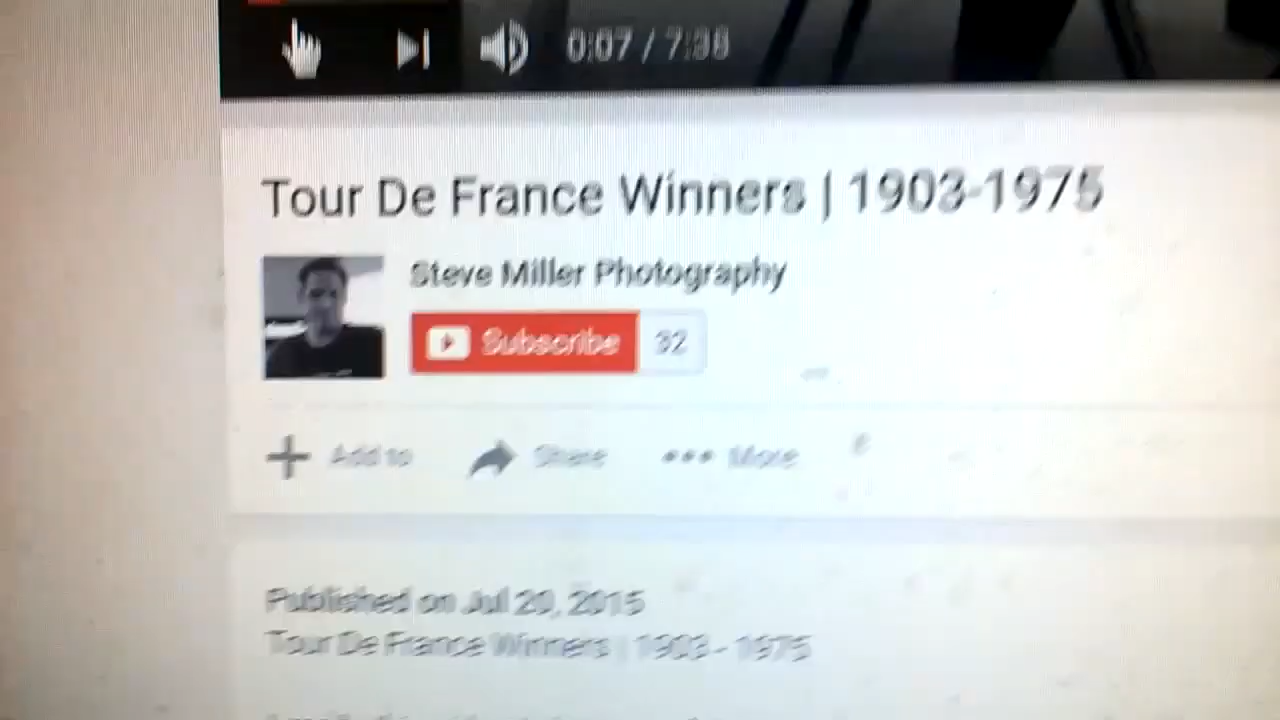 0:07 / 7:38
Tour De France Winners | 1903-1975
Steve Miller Photography
Subscribe 32
Add to Share More
Published on Jul 20, 2015
Tour De France Winners | 1903 - 1975